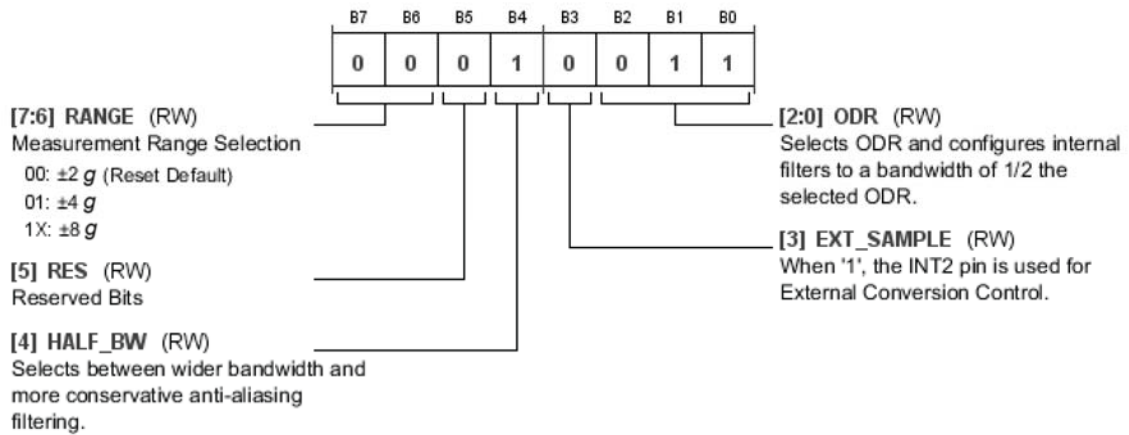 B7 B6 B5 B4 B3 B2 B1 B0
0 0 0 1 0 0 1 1
[7:6] RANGE (RW)
Measurement Range Selection
00: ±2 g (Reset Default)
01: ±4 g
1X: ±8 g
[5] RES (RW)
Reserved Bits
[4] HALF_BW (RW)
Selects between wider bandwidth and
more conservative anti-aliasing
filtering.
[2:0] ODR (RW)
Selects ODR and configures internal
filters to a bandwidth of 1/2 the
selected ODR.
[3] EXT_SAMPLE (RW)
When '1', the INT2 pin is used for
External Conversion Control.